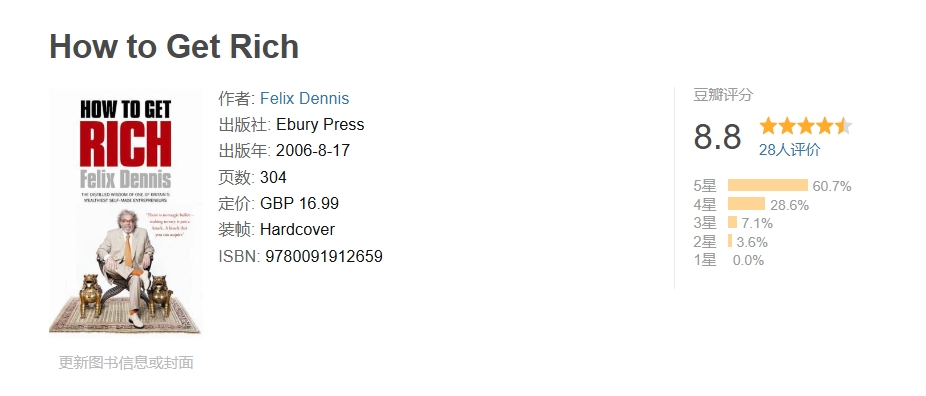 How to Get Rich
HOW TO GET
RICH
Felix Dennis
THE DISTILLED WISDOM OF ONE OF BRITAIN'S
WEALTHIEST SELF-MADE ENTREPRENEURS
'There is no magic bullet –
making money is just a
knack. A knack that
you can acquire'
更新图书信息或封面
作者: Felix Dennis
出版社: Ebury Press
出版年: 2006-8-17
页数: 304
定价: GBP 16.99
装帧: Hardcover
ISBN: 9780091912659
豆瓣评分
8.8
28人评价
5星 60.7%
4星 28.6%
3星 7.1%
2星 3.6%
1星 0.0%